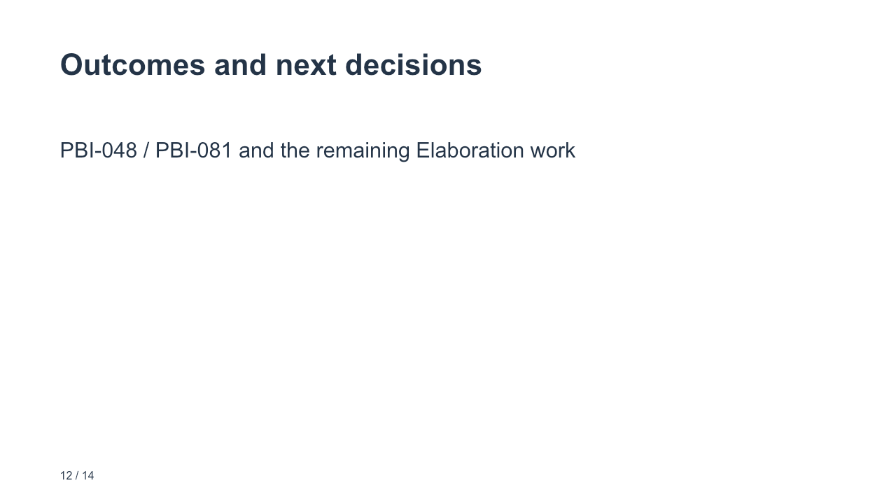 Outcomes and next decisions
PBI-048 / PBI-081 and the remaining Elaboration work
12 / 14